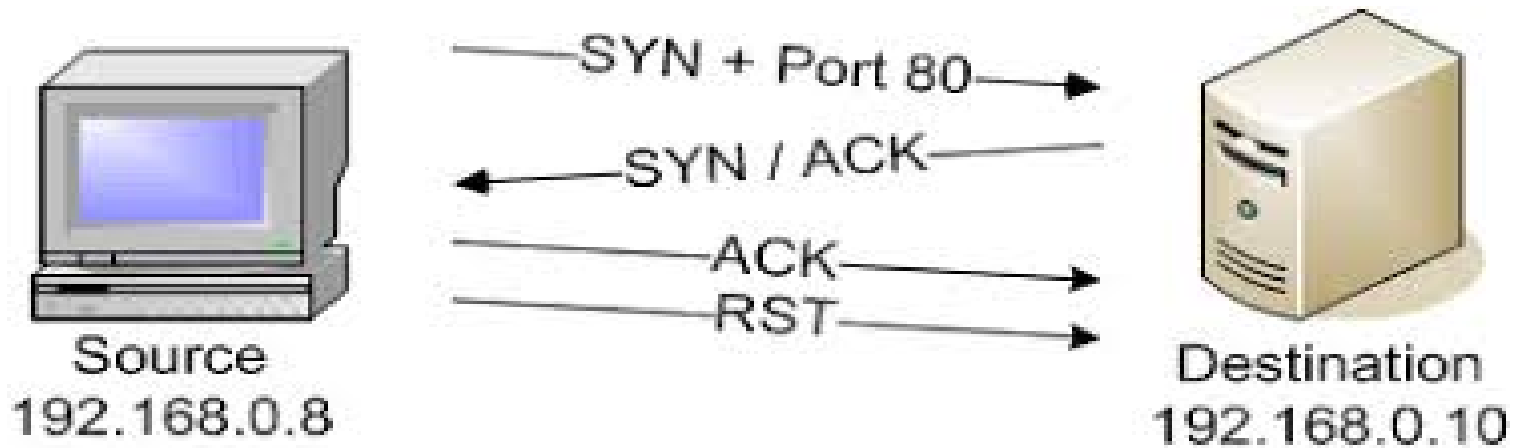 SYN + Port 80
SYN / ACK
ACK
RST
Source
192.168.0.8
Destination
192.168.0.10